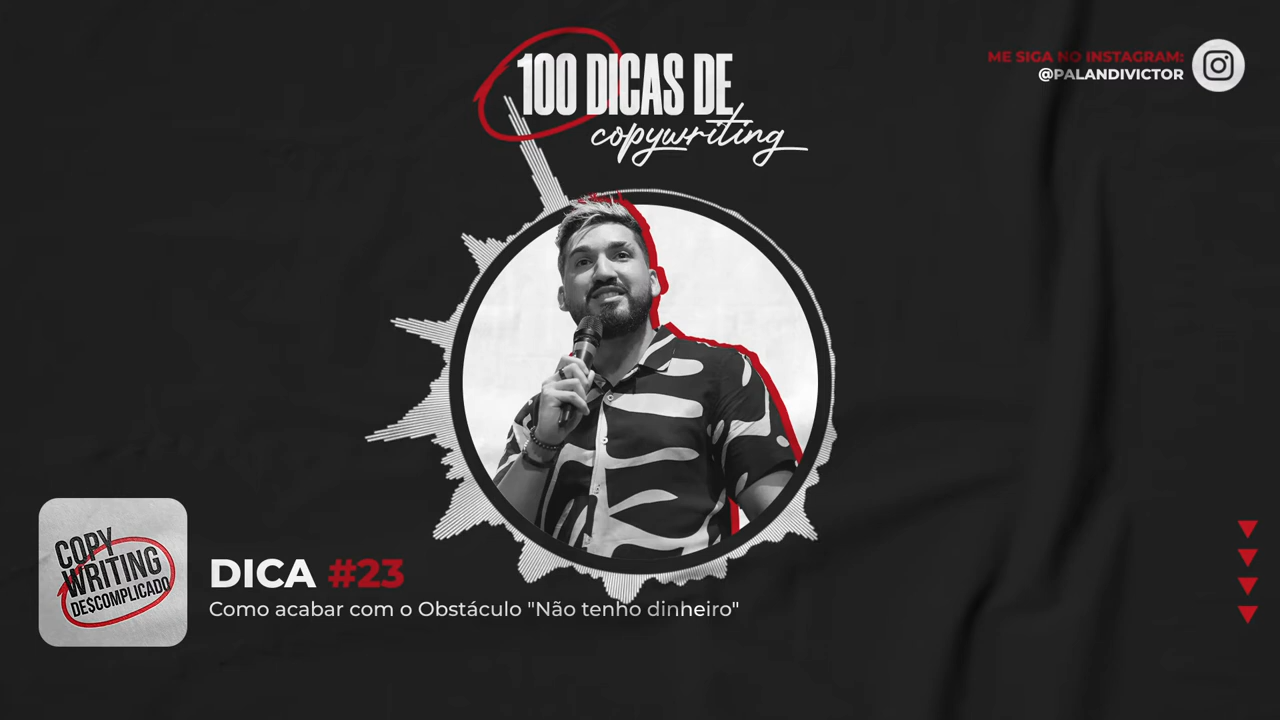 100 DICAS DE
copywriting
ME SIGA NO INSTAGRAM:
@PALANDIVICTOR
COPY
WRITING
DESCOMPLICADO
DICA #23
Como acabar com o Obstáculo "Não tenho dinheiro"